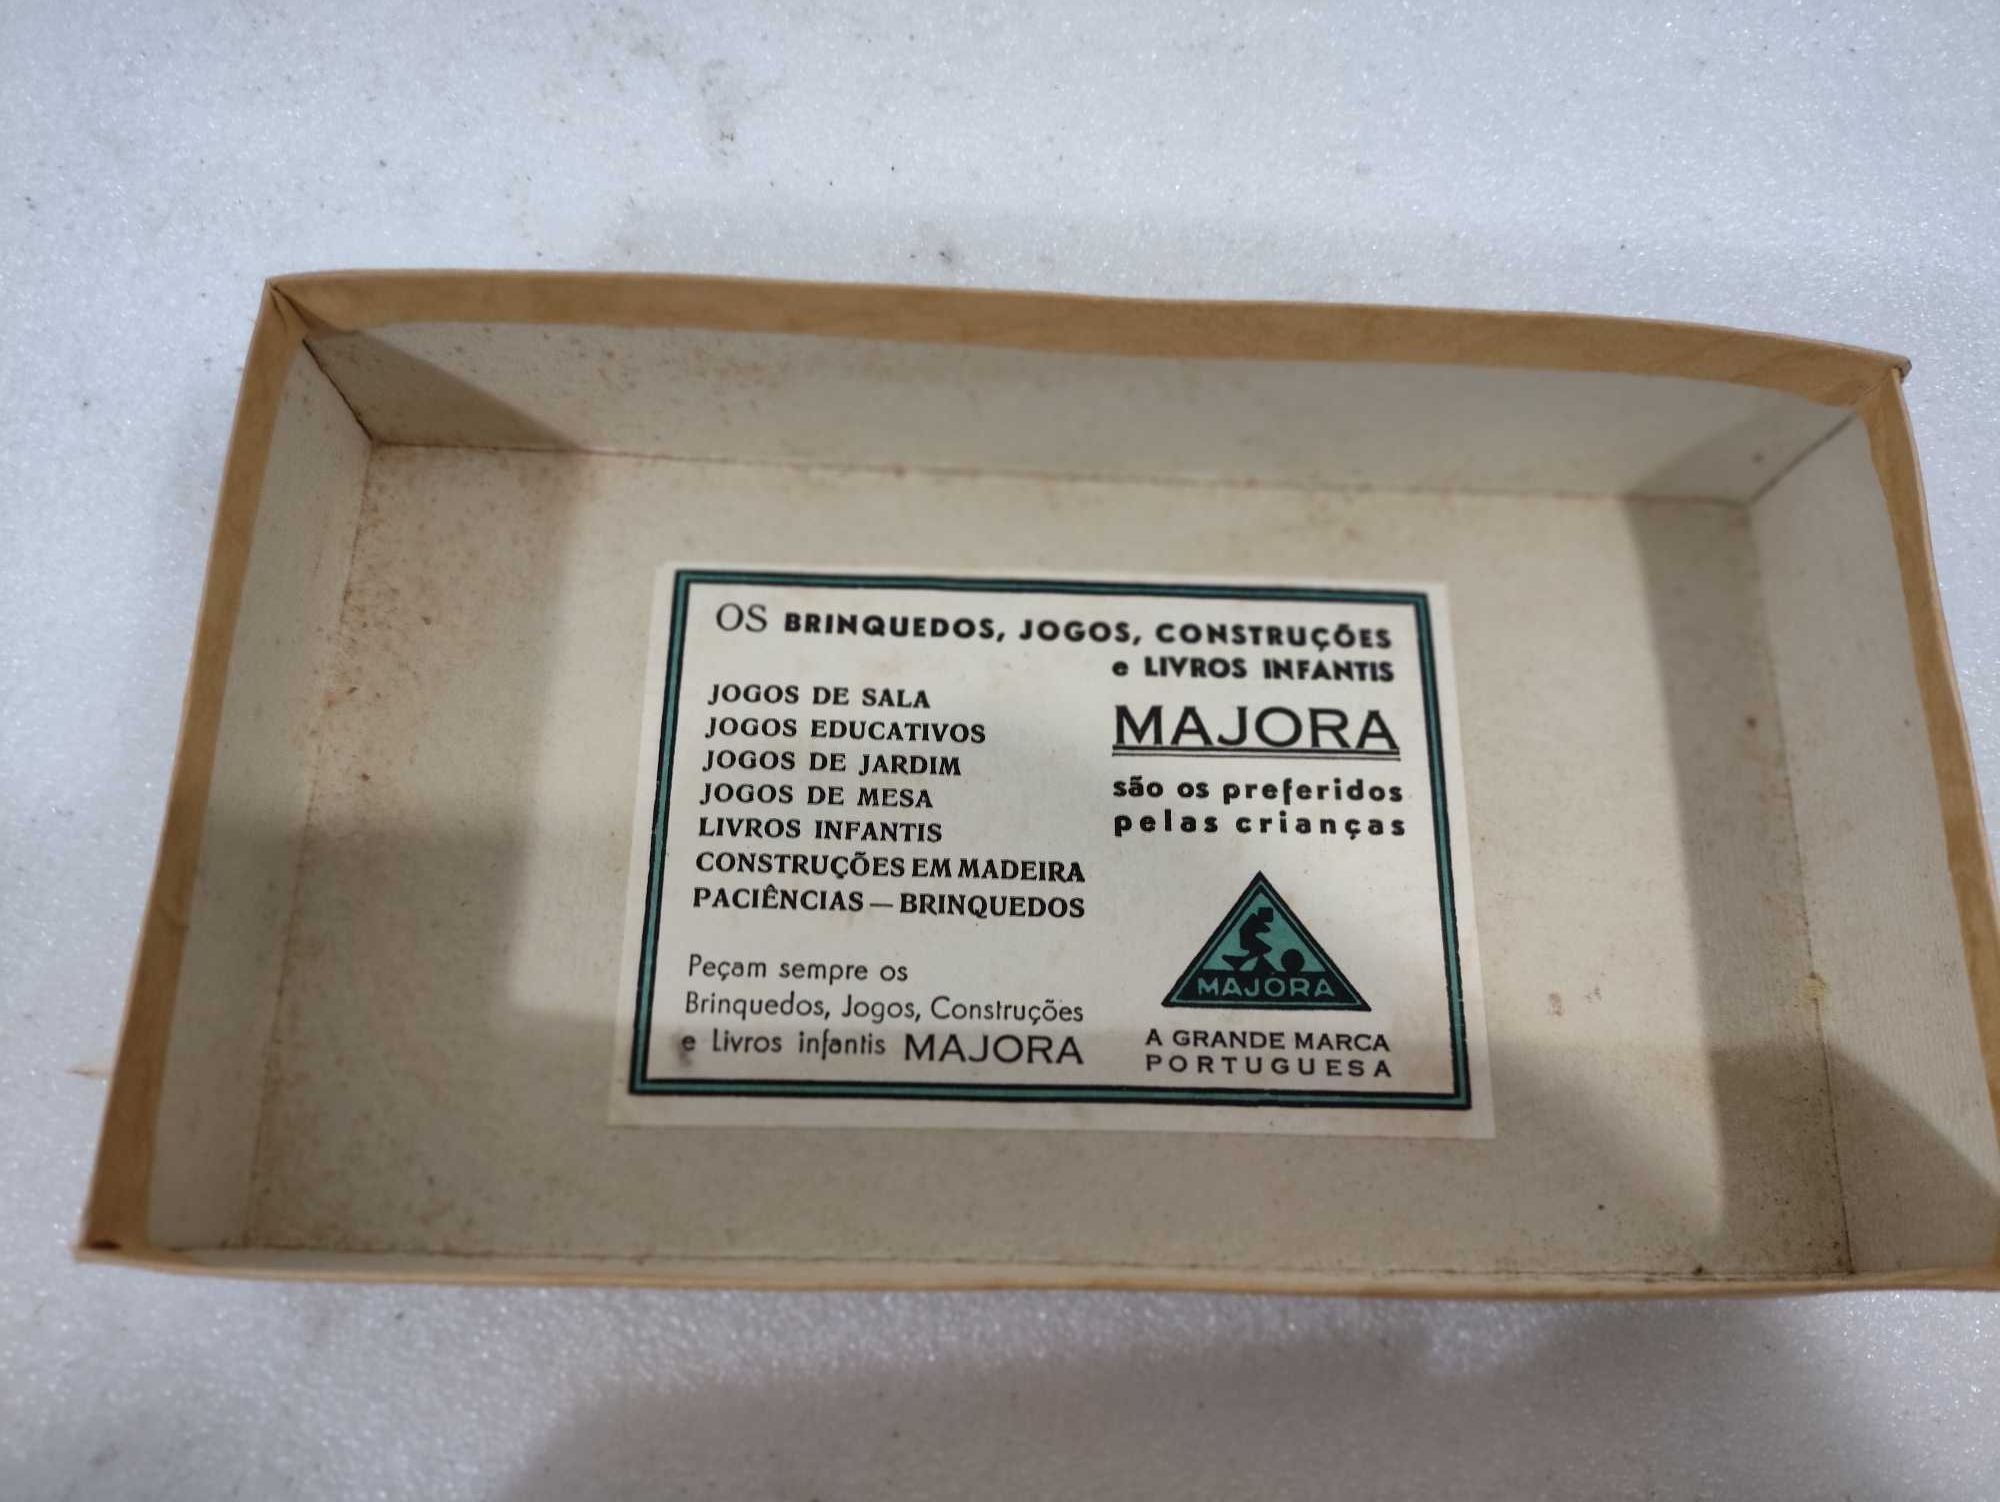 OS BRINQUEDOS, JOGOS, CONSTRUÇÕES
e LIVROS INFANTIS
MAJORA
são os preferidos
pelas crianças
JOGOS DE SALA
JOGOS EDUCATIVOS
JOGOS DE JARDIM
JOGOS DE MESA
LIVROS INFANTIS
CONSTRUÇÕES EM MADEIRA
PACIÊNCIAS — BRINQUEDOS
Peçam sempre os
Brinquedos, Jogos, Construções
e Livros infantis MAJORA
MAJORA
A GRANDE MARCA
PORTUGUESA